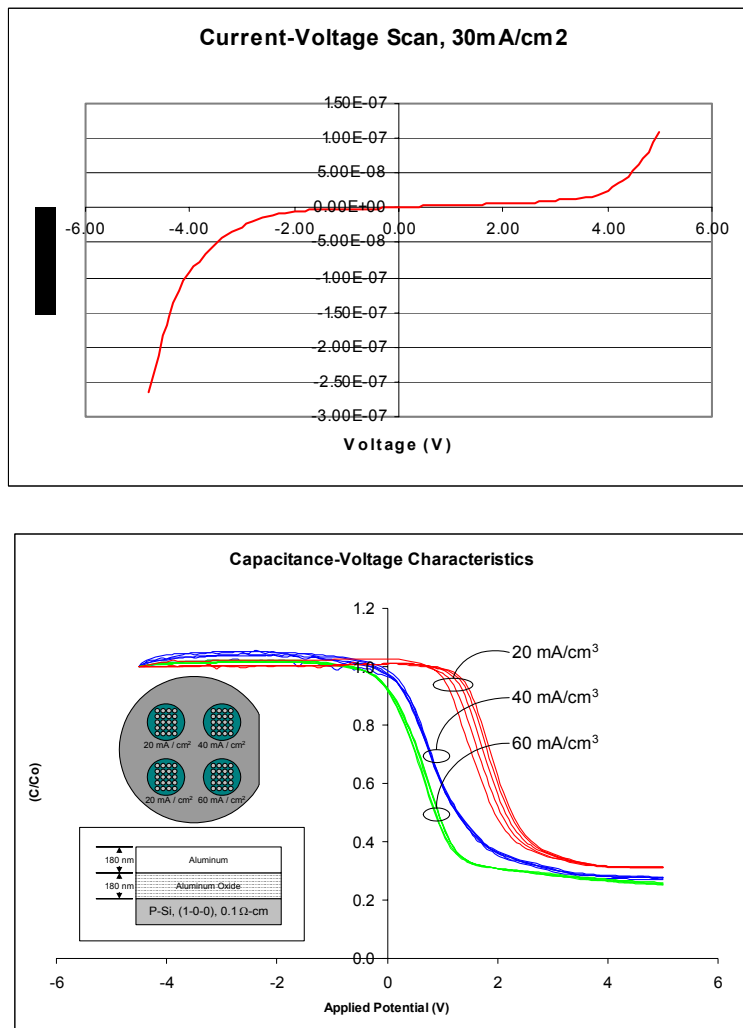 Current-Voltage Scan, 30mA/cm2
1.50E-07
1.00E-07
5.00E-08
0.00E+00
-6.00 -4.00 -2.00 0.00 2.00 4.00 6.00
-5.00E-08
-1.00E-07
-1.50E-07
-2.00E-07
-2.50E-07
-3.00E-07
Voltage (V)
Capacitance-Voltage Characteristics
1.2
1.0
0.8
0.6
0.4
0.2
0.0
(C/Co)
20 mA/cm³
40 mA/cm³
60 mA/cm³
20 mA / cm² 40 mA / cm²
20 mA / cm² 60 mA / cm²
180 nm Aluminum
180 nm Aluminum Oxide
P-Si, (1-0-0), 0.1 Ω-cm
-6 -4 -2 0 2 4 6
Applied Potential (V)